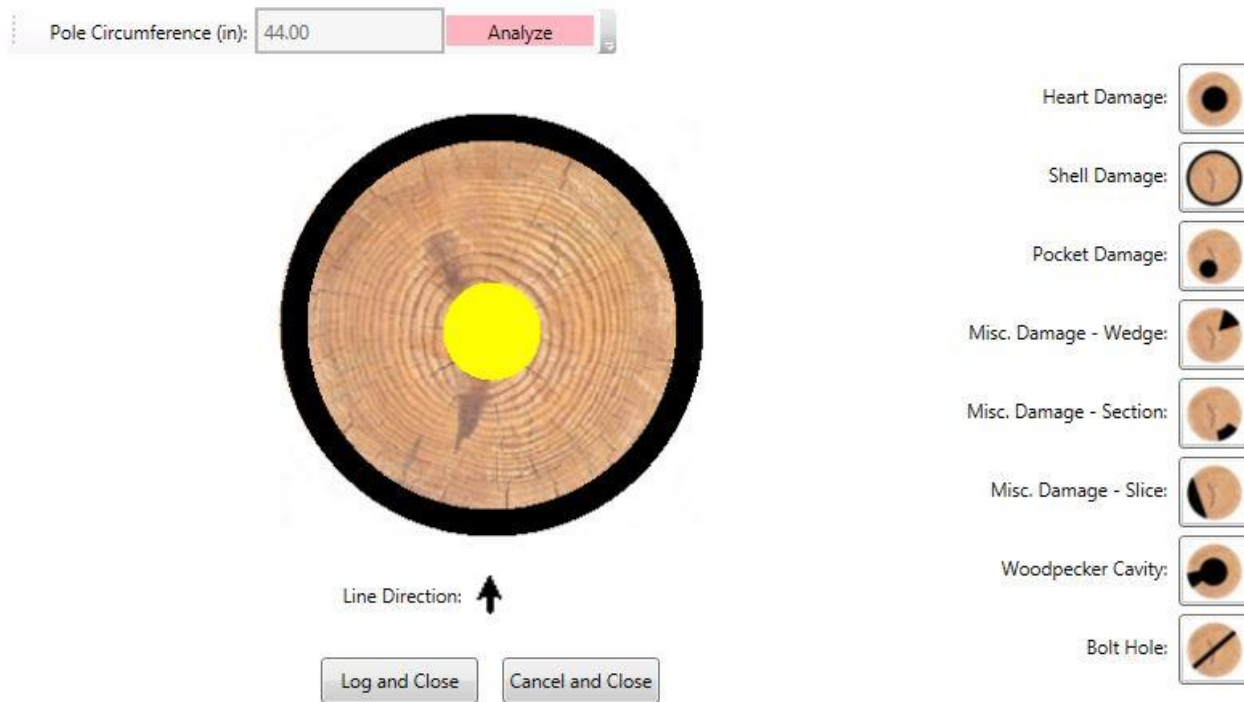 Pole Circumference (in): 44.00 Analyze
Heart Damage:
Shell Damage:
Pocket Damage:
Misc. Damage - Wedge:
Misc. Damage - Section:
Misc. Damage - Slice:
Woodpecker Cavity:
Bolt Hole:
Line Direction:
Log and Close Cancel and Close